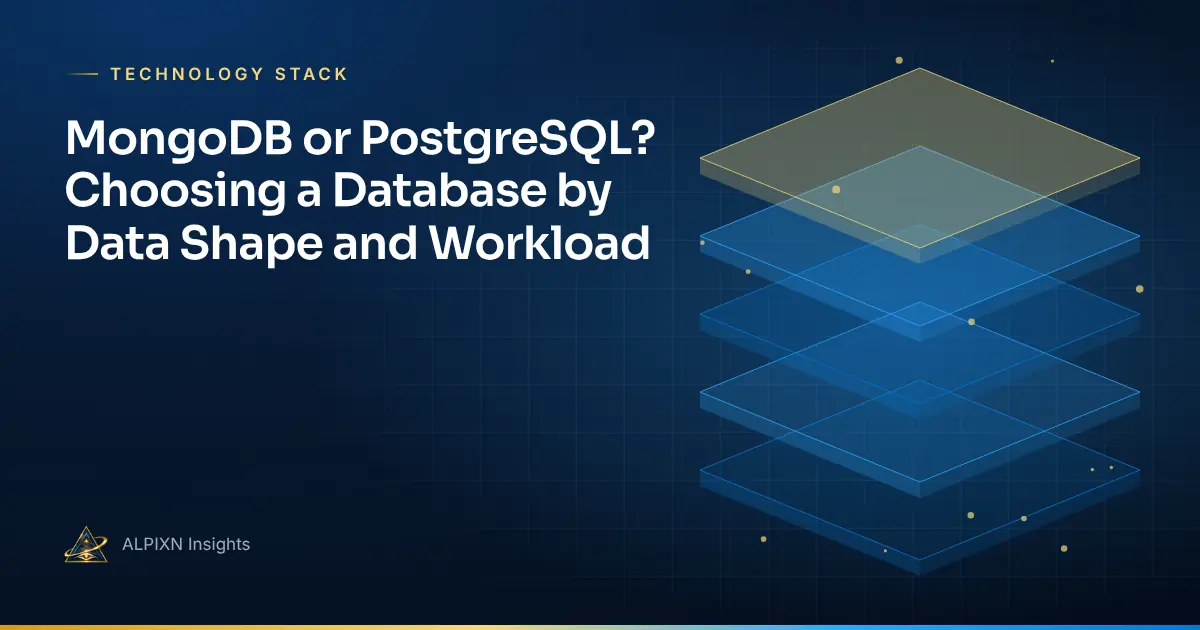 TECHNOLOGY STACK
MongoDB or PostgreSQL?
Choosing a Database by
Data Shape and Workload
ALPIXN Insights